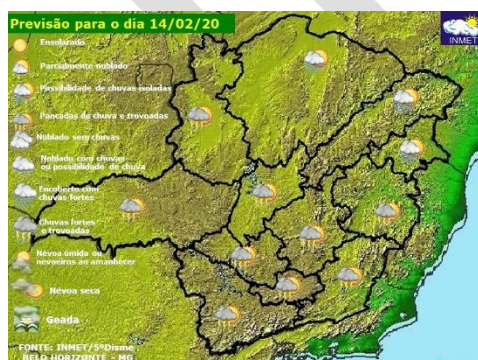 Previsão para o dia 14/02/20
INMET
Ensolarado
Parcialmente nublado
Possibilidade de chuvas isoladas
Pancadas de chuva e trovoadas
Nublado sem chuvas
Nublado com chuvas
ou possibilidade de chuva
Encoberto com
chuvas fortes
Chuvas fortes
e trovoadas
Névoa úmida ou
nevoeiros ao amanhecer
Névoa seca
Geada
FONTE: INMET/5°Disme
BELO HORIZONTE - MG